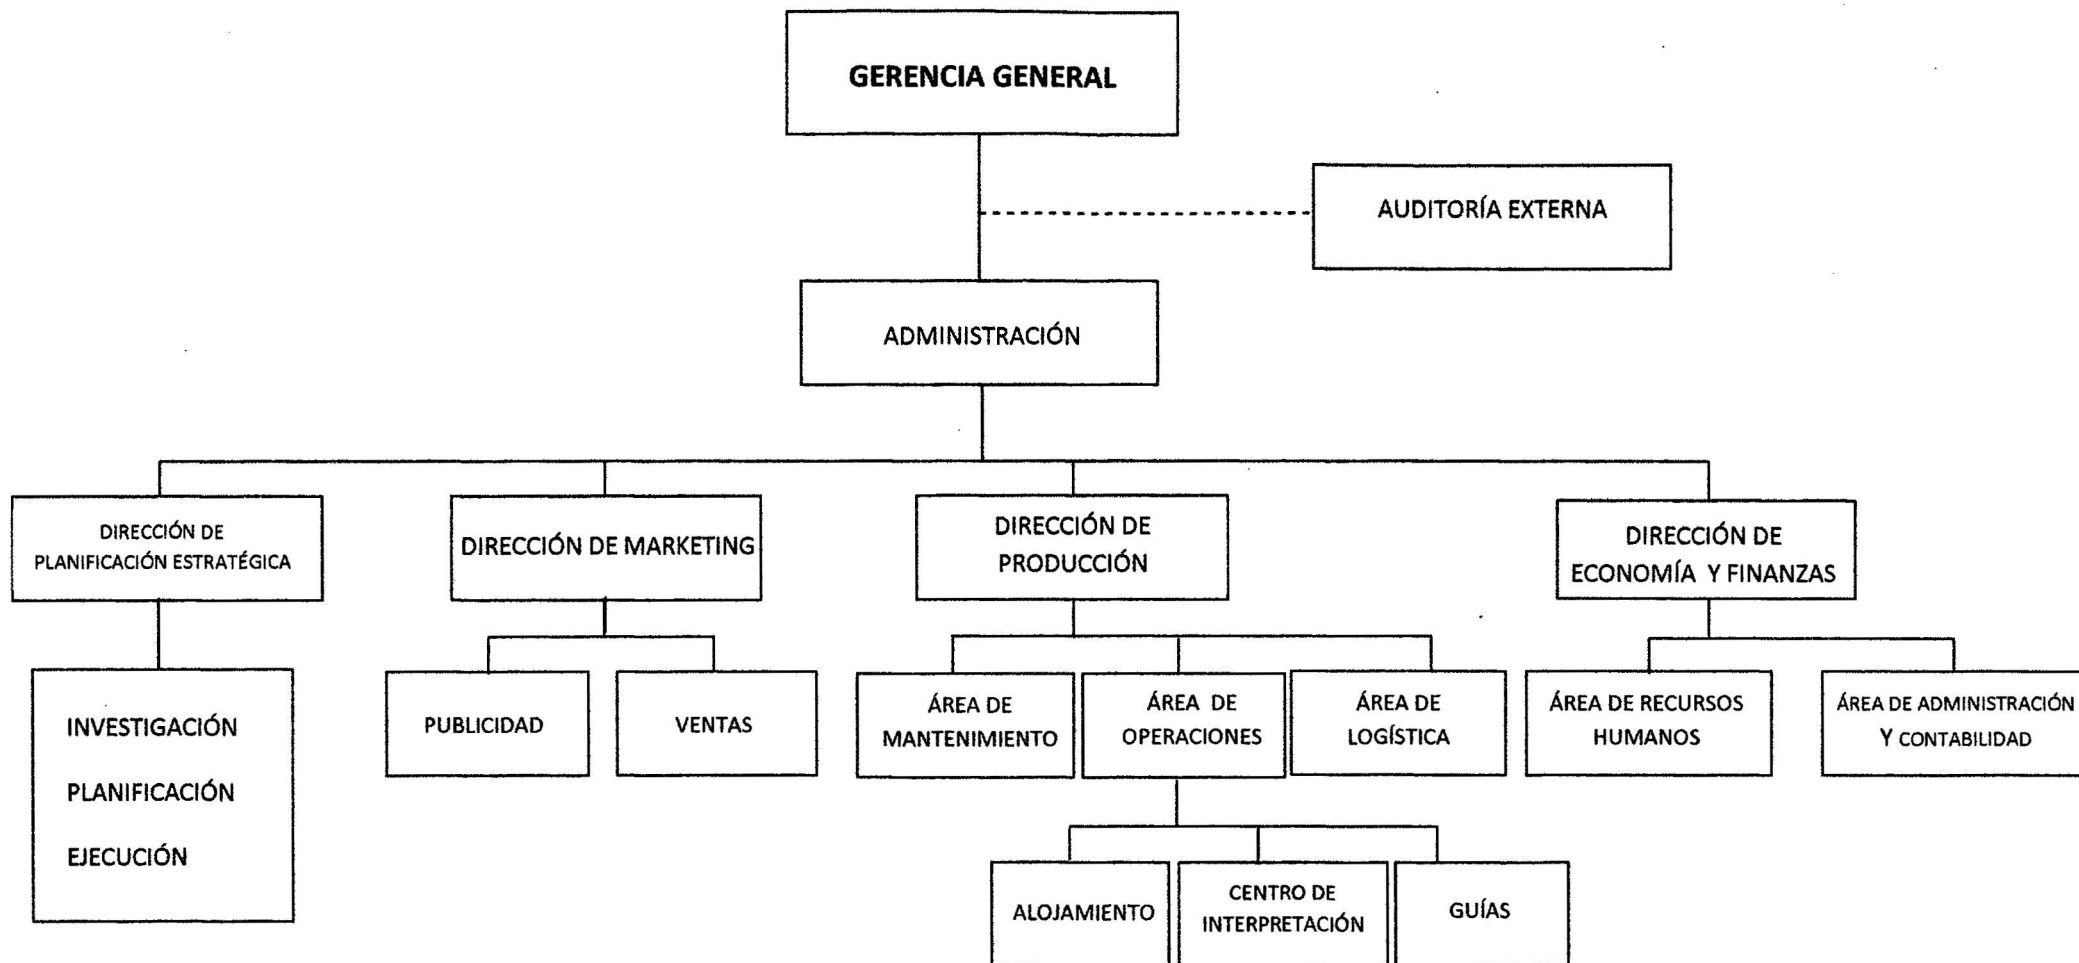 GERENCIA GENERAL
AUDITORÍA EXTERNA
ADMINISTRACIÓN
DIRECCIÓN DE
PLANIFICACIÓN ESTRATÉGICA
DIRECCIÓN DE MARKETING
DIRECCIÓN DE
PRODUCCIÓN
DIRECCIÓN DE
ECONOMÍA Y FINANZAS
INVESTIGACIÓN
PLANIFICACIÓN
EJECUCIÓN
PUBLICIDAD
VENTAS
ÁREA DE
MANTENIMIENTO
ÁREA DE
OPERACIONES
ÁREA DE
LOGÍSTICA
ÁREA DE RECURSOS
HUMANOS
ÁREA DE ADMINISTRACIÓN
Y CONTABILIDAD
ALOJAMIENTO
CENTRO DE
INTERPRETACIÓN
GUÍAS